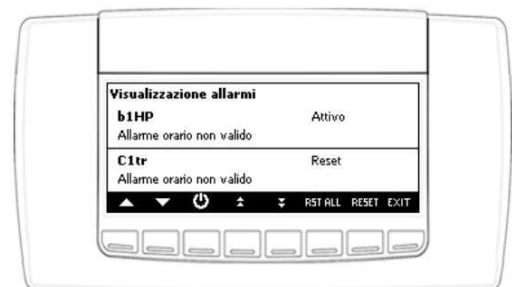 Visualizzazione allarmi
b1HP Attivo
Allarme orario non valido
C1tr Reset
Allarme orario non valido
RST ALL RESET EXIT